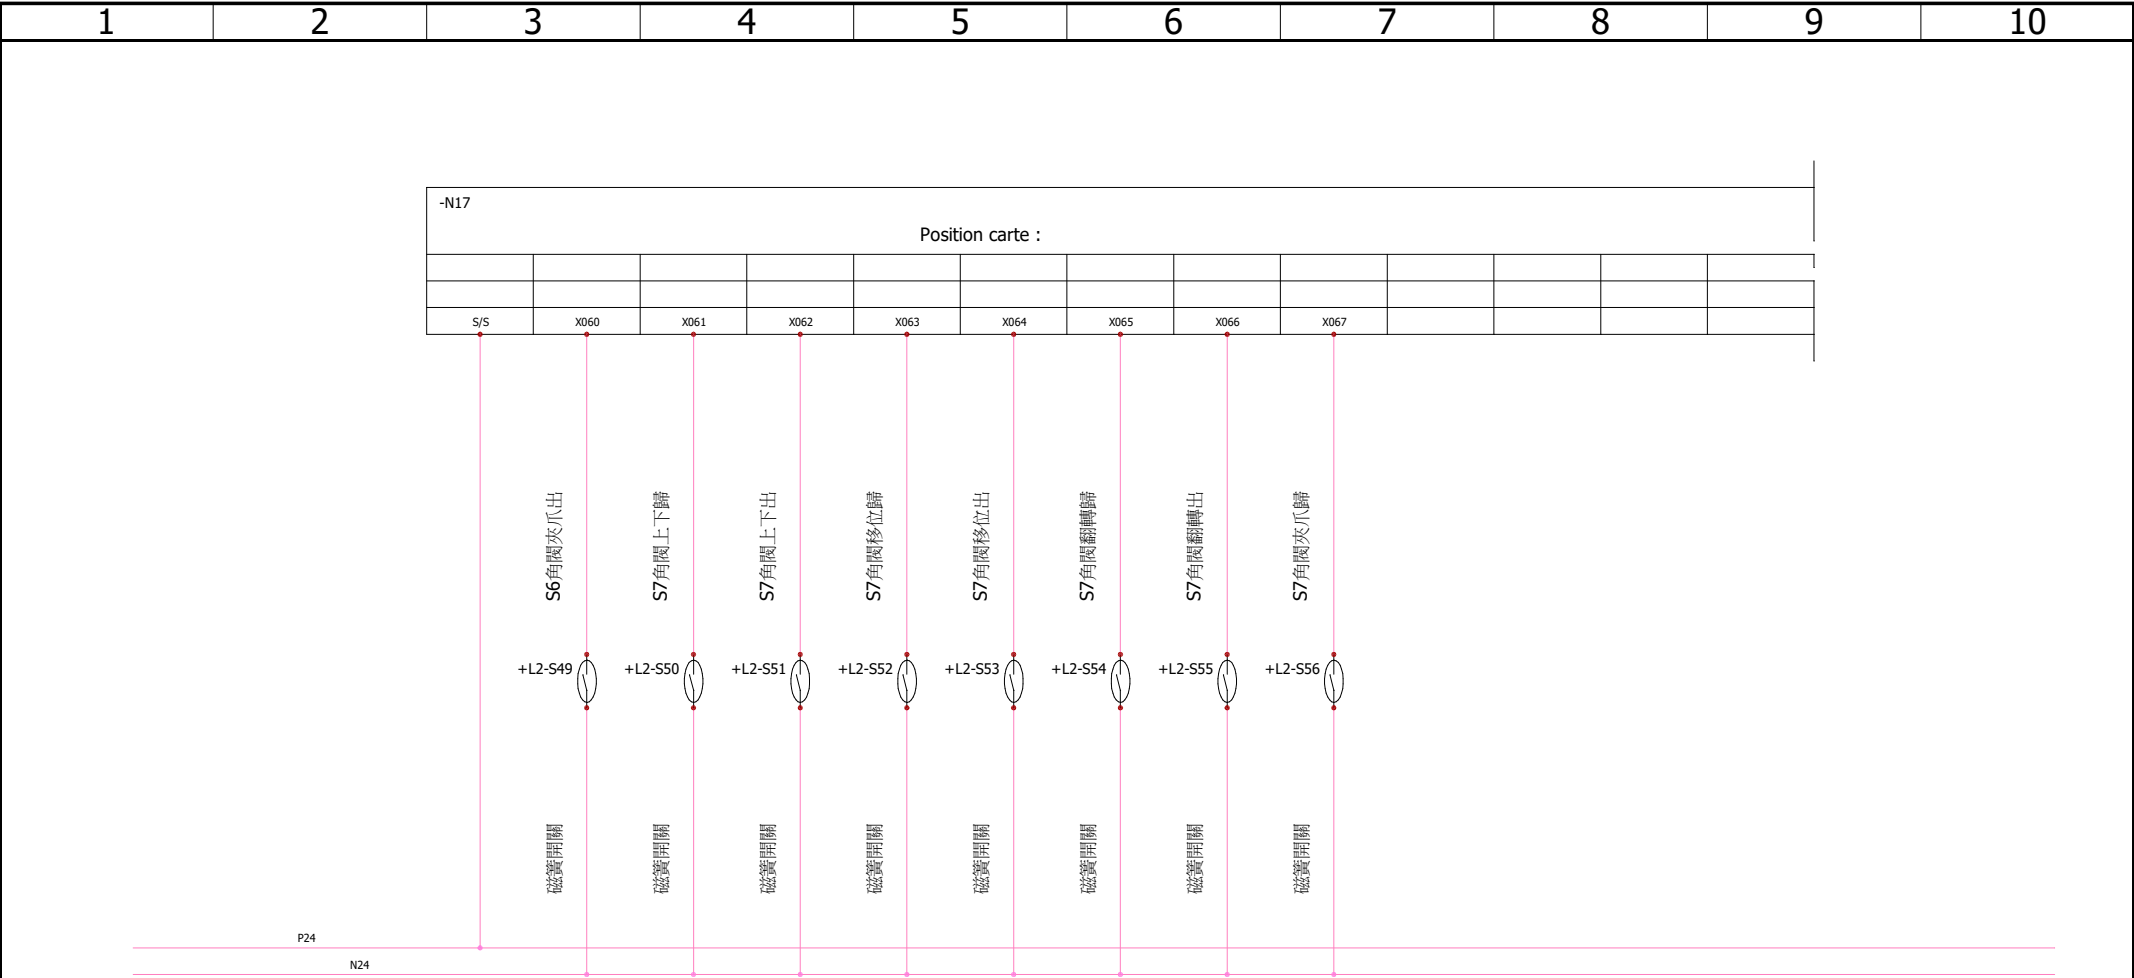 1 2 3 4 5 6 7 8 9 10
-N17
Position carte :
S/S X060 X061 X062 X063 X064 X065 X066 X067
S6角閥夾爪出
S7角閥上下歸
S7角閥上下出
S7角閥移位歸
S7角閥移位出
S7角閥翻轉歸
S7角閥翻轉出
S7角閥夾爪歸
+L2-S49 +L2-S50 +L2-S51 +L2-S52 +L2-S53 +L2-S54 +L2-S55 +L2-S56
磁簧開關
磁簧開關
磁簧開關
磁簧開關
磁簧開關
磁簧開關
磁簧開關
磁簧開關
P24
N24